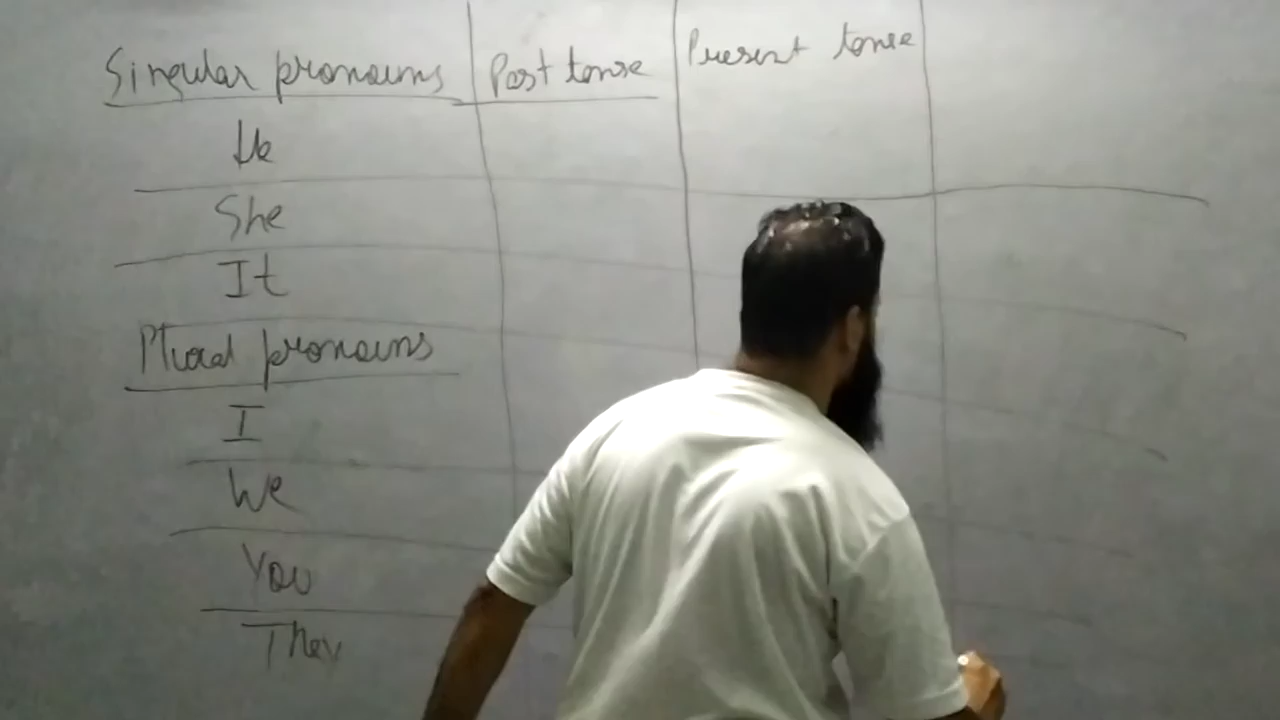 Singular pronouns Past tense Present tense
He
She
It
Plural pronouns
I
We
You
They